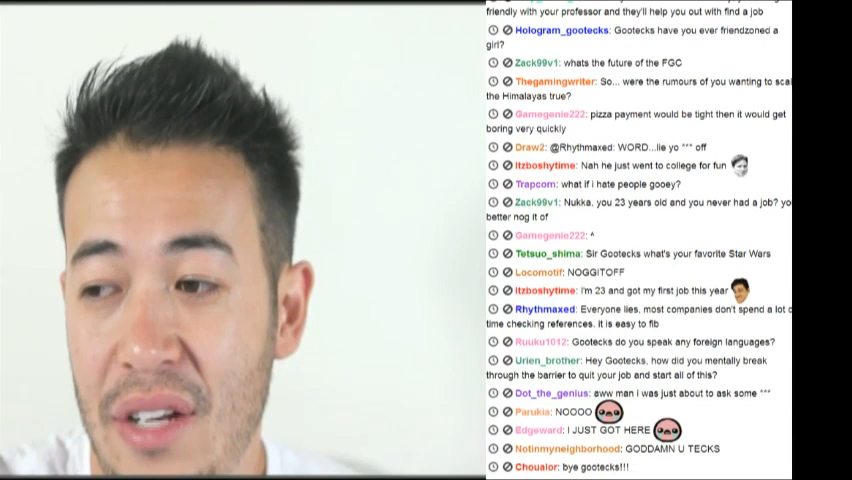 friendly with your professor and they'll help you out with find a job
Hologram_gootecks: Gootecks have you ever friendzoned a
girl?
Zack99v1: whats the future of the FGC
Thegamingwriter: So... were the rumours of you wanting to scal
the Himalayas true?
Gamegenie222: pizza payment would be tight then it would get
boring very quickly
Draw2: @Rhythmaxed: WORD...lie yo *** off
Itzboshytime: Nah he just went to college for fun
Trapcom: what if i hate people gooey?
Zack99v1: Nukka, you 23 years old and you never had a job? yo
better nog it of
Gamegenie222: ^
Tetsuo_shima: Sir Gootecks what's your favorite Star Wars
Locomotif: NOGGITOFF
Itzboshytime: I'm 23 and got my first job this year
Rhythmaxed: Everyone lies, most companies don't spend a lot o
time checking references. it is easy to fib
Ruuku1012: Gootecks do you speak any foreign languages?
Urien_brother: Hey Gootecks, how did you mentally break
through the barrier to quit your job and start all of this?
Dot_the_genius: aww man i was just about to ask some ***
Parukia: NOOOO
Edgeward: I JUST GOT HERE
Notinmyneighborhood: GODDAMN U TECKS
Choualor: bye gootecks!!!